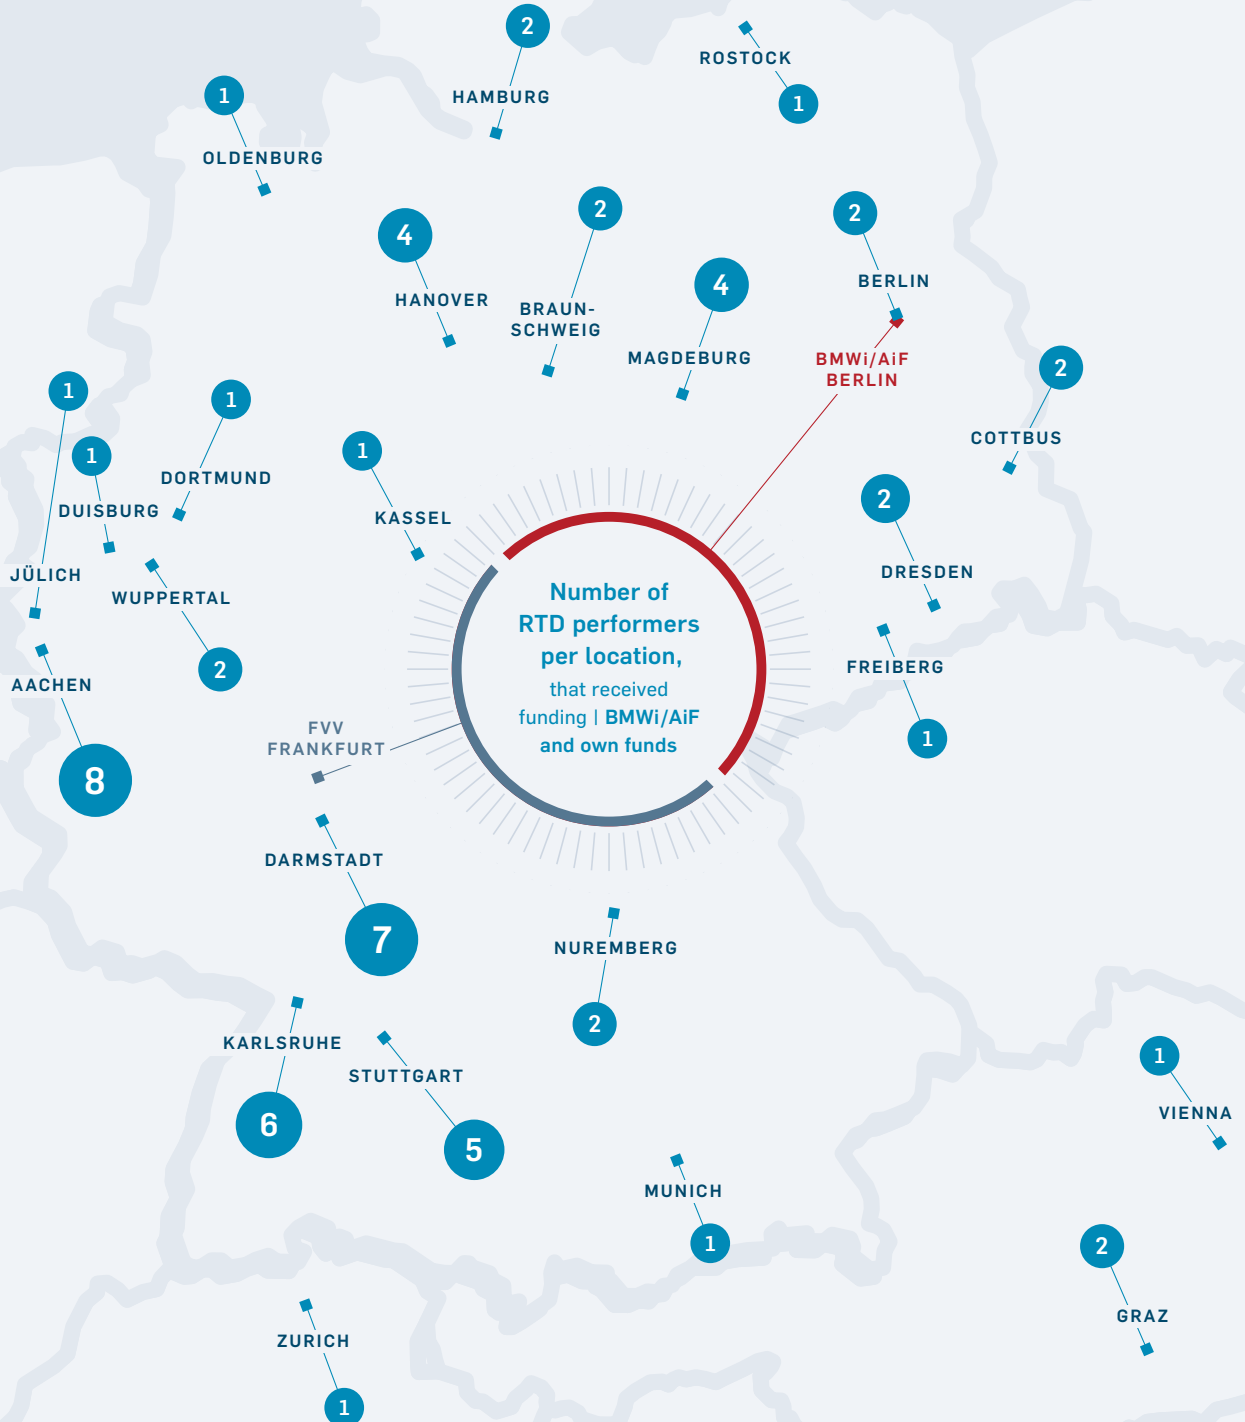 2
HAMBURG
ROSTOCK
1
1
OLDENBURG
4
HANOVER
2
BRAUN-
SCHWEIG
4
MAGDEBURG
2
BERLIN
BMWi/AiF
BERLIN
2
COTTBUS
1
JÜLICH
1
DUISBURG
1
DORTMUND
1
KASSEL
WUPPERTAL
2
2
DRESDEN
FREIBERG
1
AACHEN
8
Number of
RTD performers
per location,
that received
funding | BMWi/AiF
and own funds
FVV
FRANKFURT
DARMSTADT
7
NUREMBERG
2
KARLSRUHE
6
STUTTGART
5
1
VIENNA
MUNICH
1
2
GRAZ
ZURICH
1